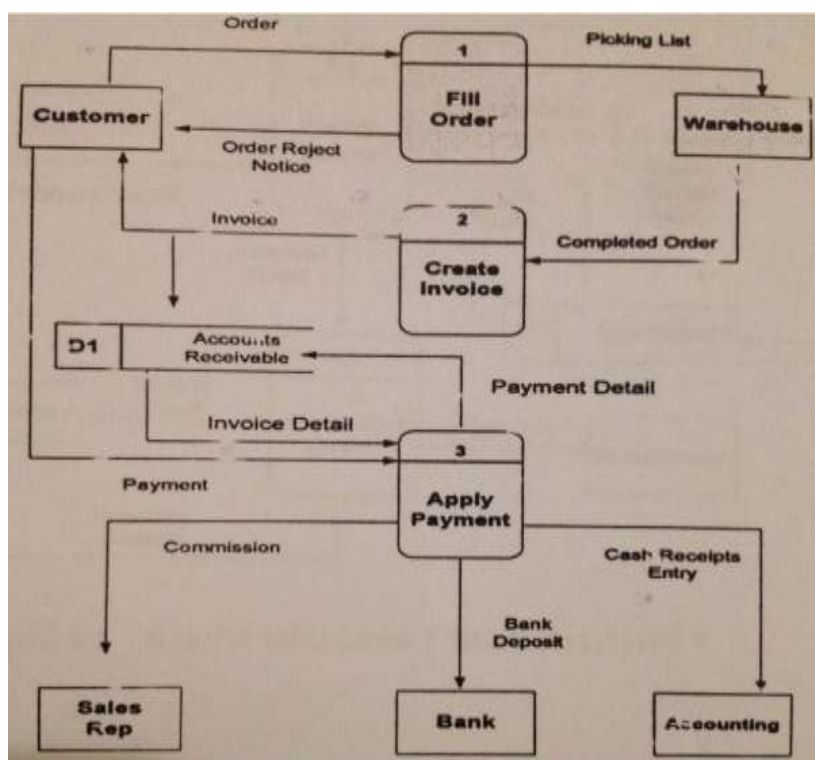 Order
Picking List
1
Fill
Order
Customer
Warehouse
Order Reject
Notice
Invoice
2
Create
Invoice
Completed Order
D1
Accounts
Receivable
Payment Detail
Invoice Detail
3
Apply
Payment
Payment
Commission
Cash Receipts
Entry
Bank
Deposit
Sales
Rep
Bank
Accounting